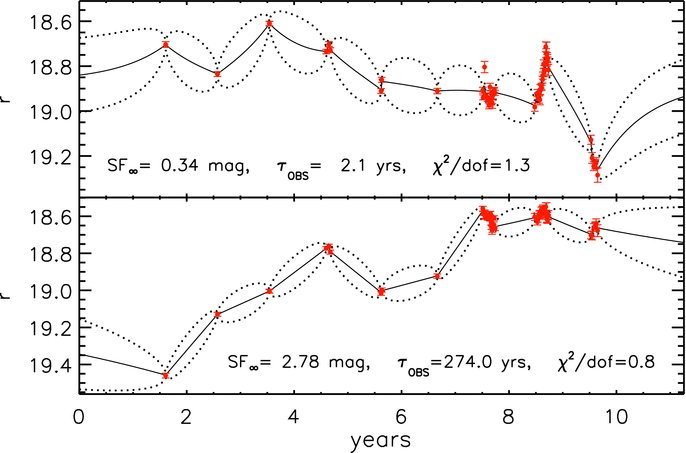 18.6
18.8
19.0
19.2
r
SF∞= 0.34 mag, τOBS= 2.1 yrs, χ²/dof=1.3
18.6
18.8
19.0
19.2
19.4
r
SF∞= 2.78 mag, τOBS=274.0 yrs, χ²/dof=0.8
0 2 4 6 8 10
years